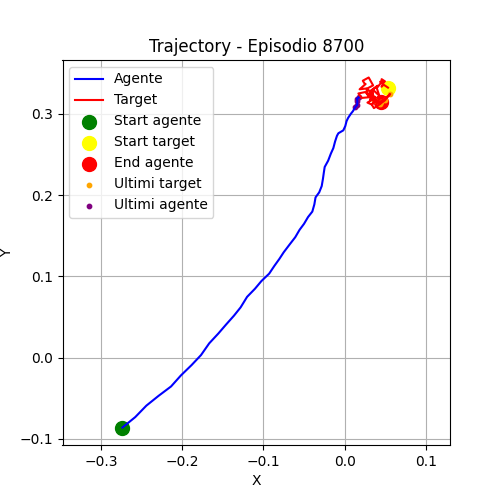 Trajectory - Episodio 8700
Agente
Target
Start agente
Start target
End agente
Ultimi target
Ultimi agente
Y
0.3
0.2
0.1
0.0
−0.1
−0.3
−0.2
−0.1
0.0
0.1
X